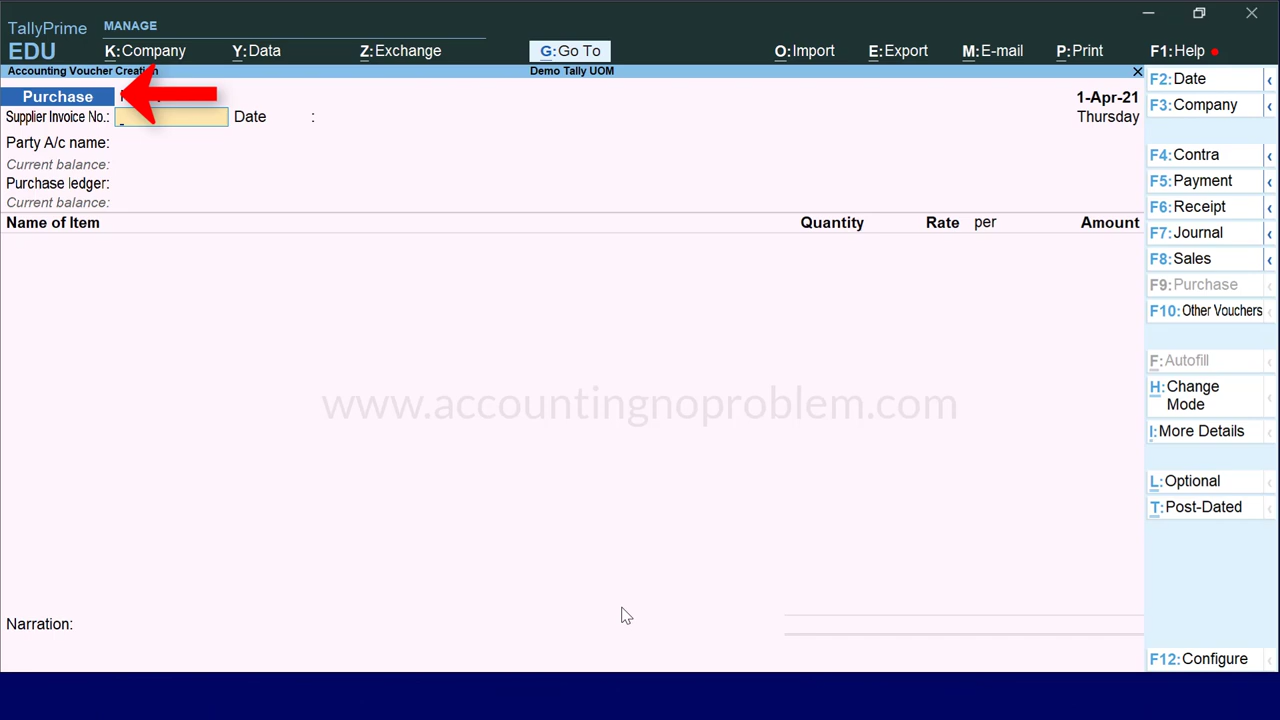 TallyPrime
MANAGE
EDU
K:Company
Y:Data
Z:Exchange
G:Go To
O:Import
E:Export
M:E-mail
P:Print
F1:Help
Accounting Voucher Creation
Demo Tally UOM
Purchase
1-Apr-21
Supplier Invoice No.:
Date :
Thursday
Party A/c name:
Current balance:
Purchase ledger:
Current balance:
Name of Item
Quantity
Rate per
Amount
www.accountingnoproblem.com
Narration:
F2:Date
F3:Company
F4:Contra
F5:Payment
F6:Receipt
F7:Journal
F8:Sales
F9:Purchase
F10:Other Vouchers
F:Autofill
H:Change
Mode
I:More Details
L:Optional
T:Post-Dated
F12:Configure